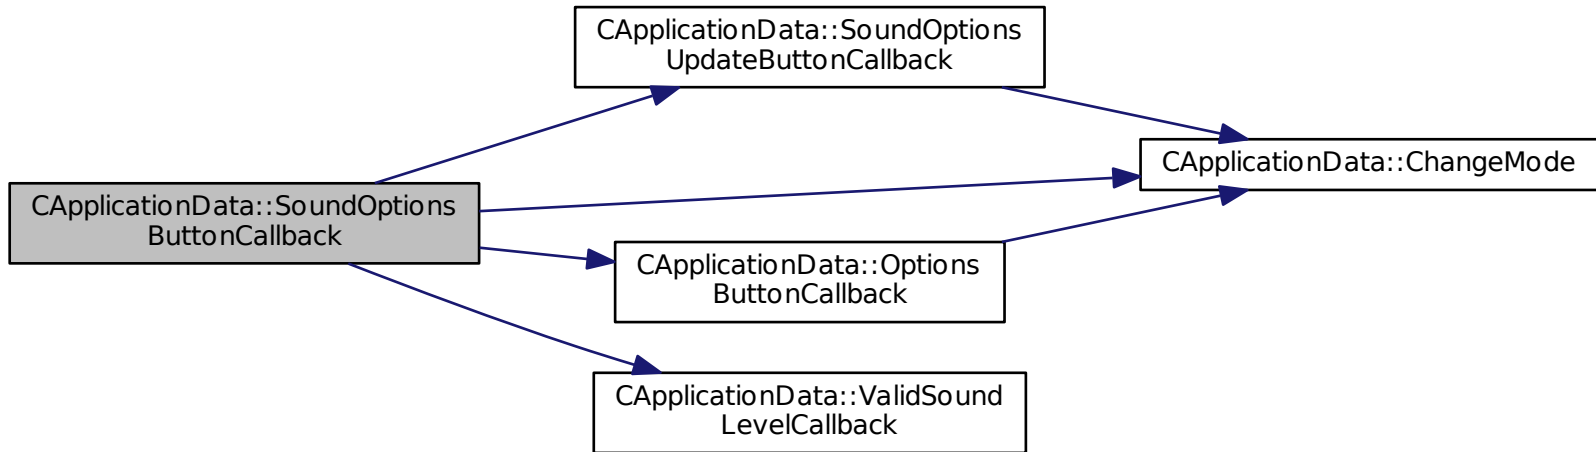 CApplicationData::SoundOptions
UpdateButtonCallback
CApplicationData::ChangeMode
CApplicationData::SoundOptions
ButtonCallback
CApplicationData::Options
ButtonCallback
CApplicationData::ValidSound
LevelCallback